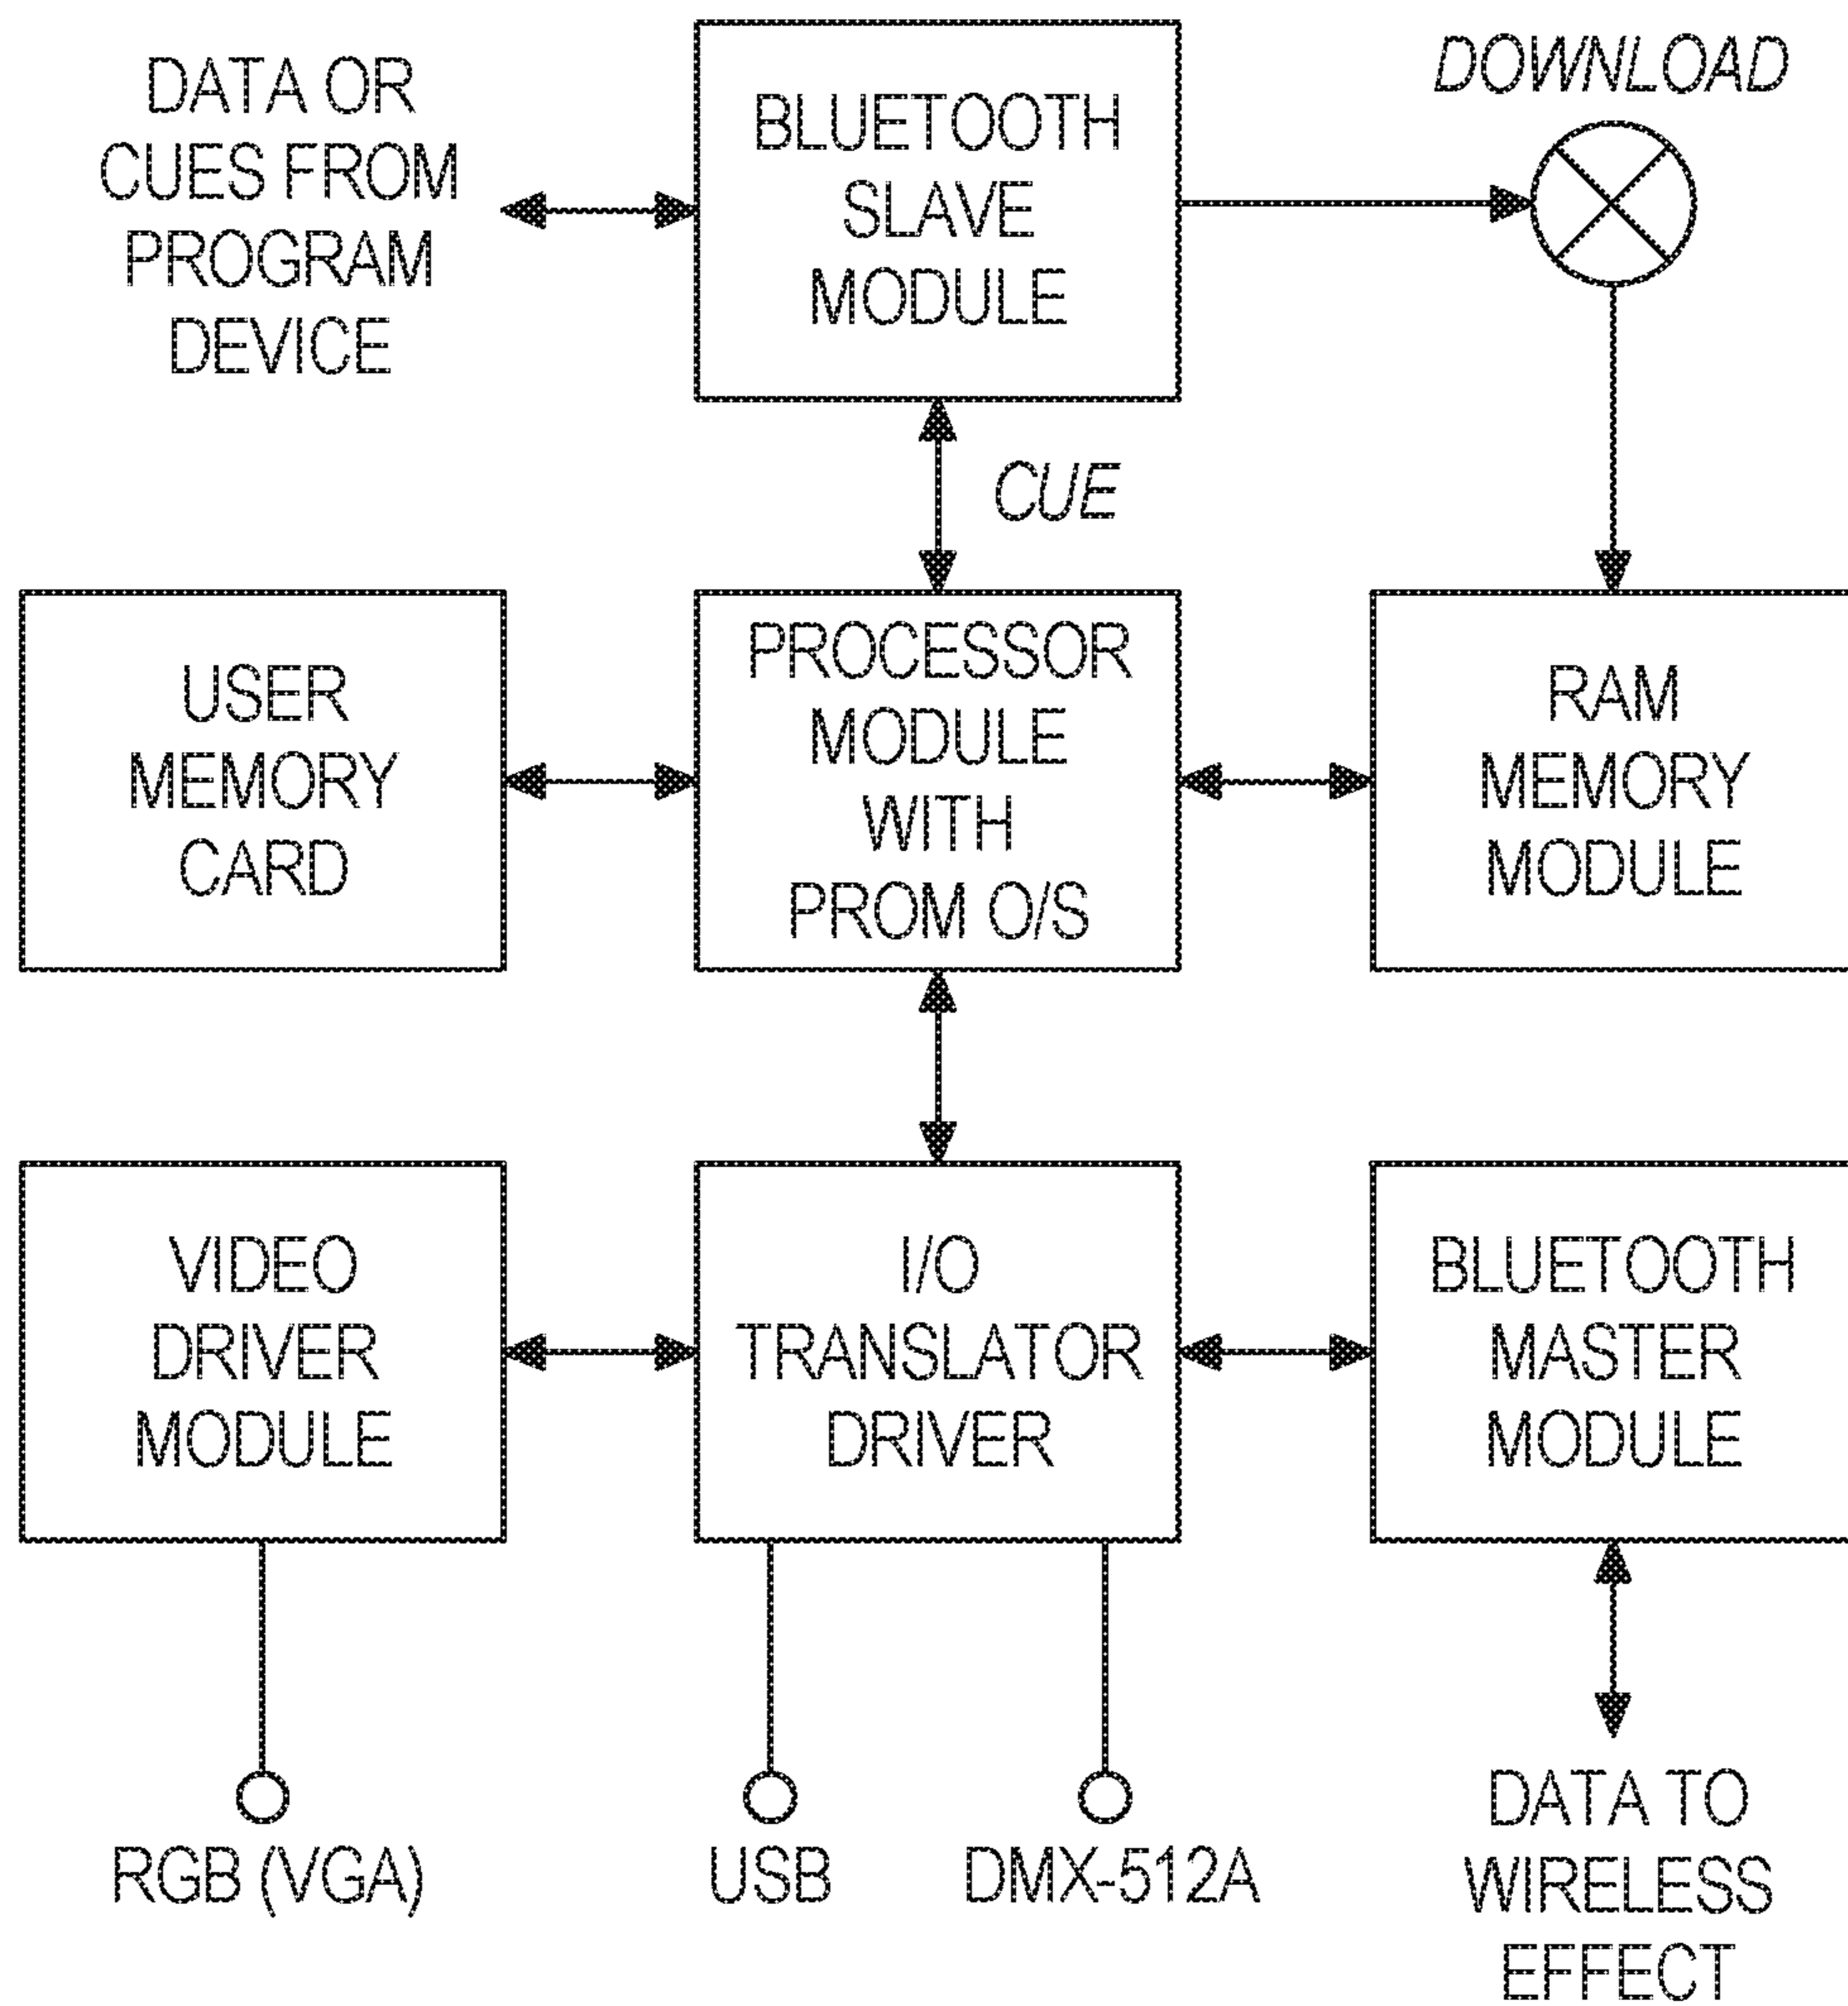 DATA OR
CUES FROM
PROGRAM
DEVICE
BLUETOOTH
SLAVE
MODULE
DOWNLOAD
CUE
USER
MEMORY
CARD
PROCESSOR
MODULE
WITH
PROM O/S
RAM
MEMORY
MODULE
VIDEO
DRIVER
MODULE
I/O
TRANSLATOR
DRIVER
BLUETOOTH
MASTER
MODULE
RGB (VGA)
USB
DMX-512A
DATA TO
WIRELESS
EFFECT